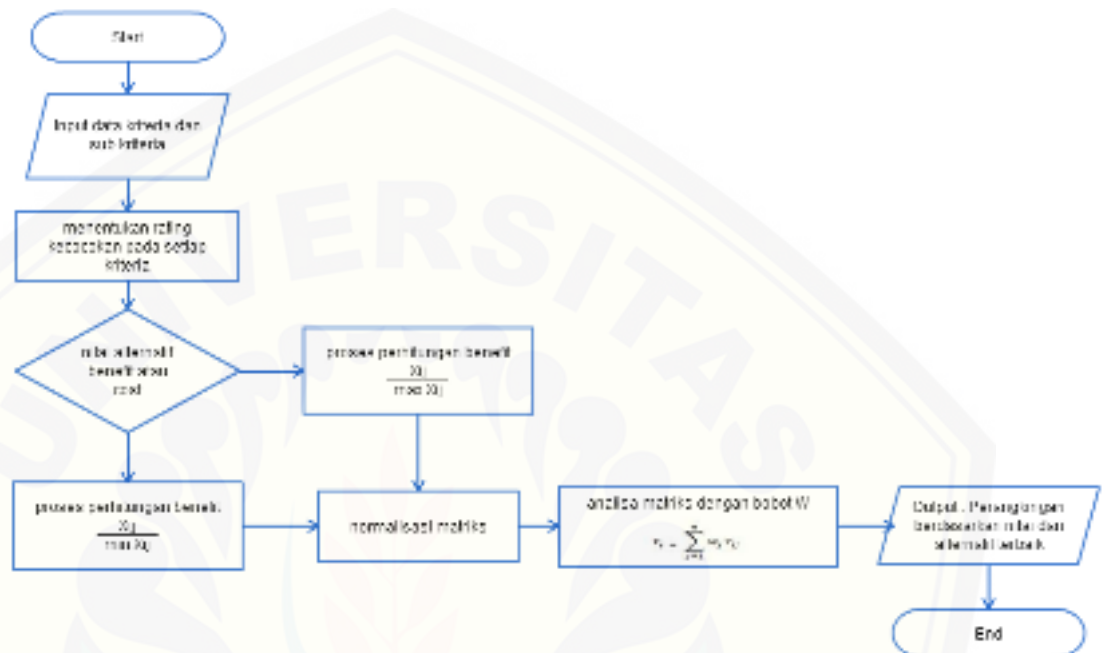 UNIVERSITAS
Start
Input data kriteria dan
sub kriteria
menentukan rating
kecocokan pada setiap
kriteria
nilai alternatif
benefit atau
cost
proses perhitungan benefit
Xij
max Xij
proses perhitungan benefit
Xij
min Xij
normalisasi matriks
analisa matriks dengan bobot W
Output : Perangkingan
berdasarkan nilai dan
alternatif terbaik
End